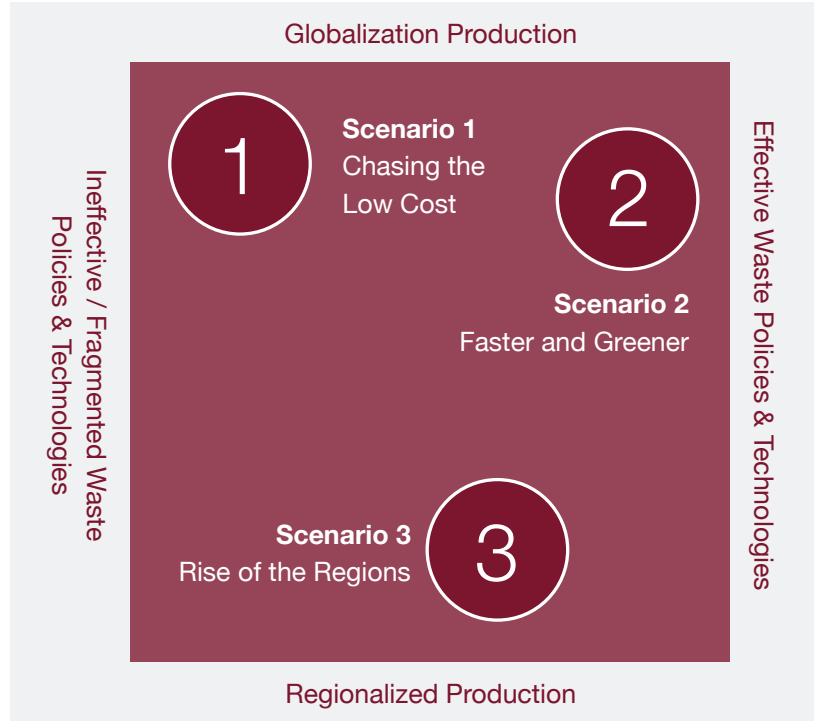 Globalization Production
1
Scenario 1
Chasing the
Low Cost
2
Scenario 2
Faster and Greener
Ineffective / Fragmented Waste
Policies & Technologies
Effective Waste Policies & Technologies
Scenario 3
Rise of the Regions
3
Regionalized Production